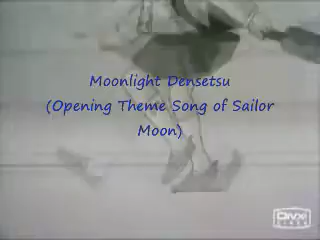 Moonlight Densetsu
(Opening Theme Song of Sailor
Moon)
DIVX